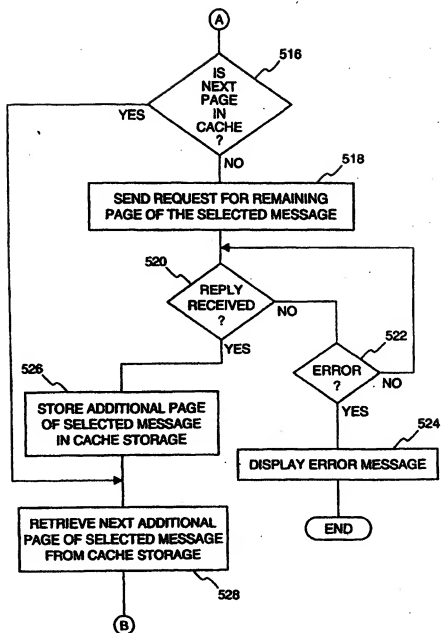 A
516
IS
NEXT
PAGE
IN
CACHE
?
YES
NO
518
SEND REQUEST FOR REMAINING
PAGE OF THE SELECTED MESSAGE
520
REPLY
RECEIVED
?
NO
YES
522
ERROR
?
NO
YES
526
STORE ADDITIONAL PAGE
OF SELECTED MESSAGE
IN CACHE STORAGE
524
DISPLAY ERROR MESSAGE
END
RETRIEVE NEXT ADDITIONAL
PAGE OF SELECTED MESSAGE
FROM CACHE STORAGE
528
B